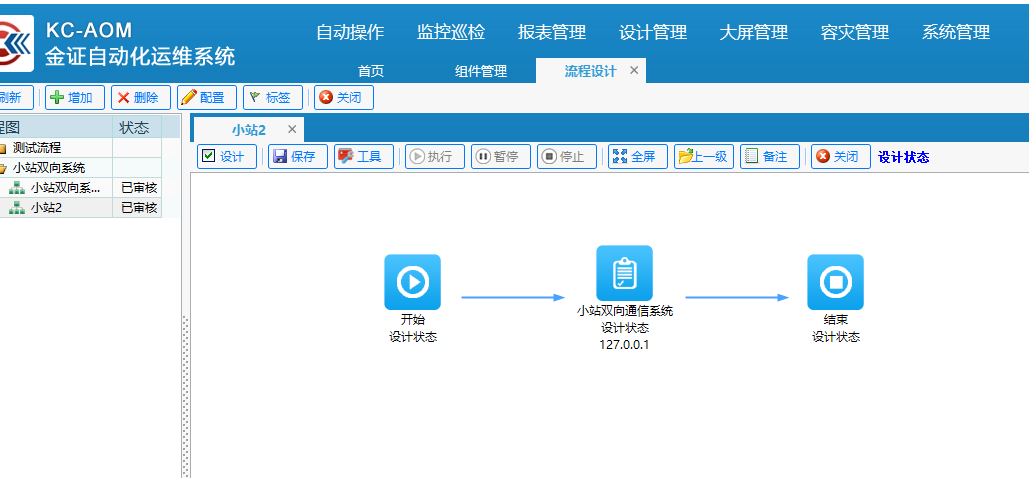 KC-AOM
金证自动化运维系统
自动操作 监控巡检 报表管理 设计管理 大屏管理 容灾管理 系统管理
首页 组件管理 流程设计
刷新 增加 删除 配置 标签 关闭
程图 状态
小站2
测试流程
设计 保存 工具 执行 暂停 停止 全屏 上一级 备注 关闭 设计状态
小站双向系统
小站双向系... 已审核
小站2 已审核
开始
设计状态
小站双向通信系统
设计状态
127.0.0.1
结束
设计状态